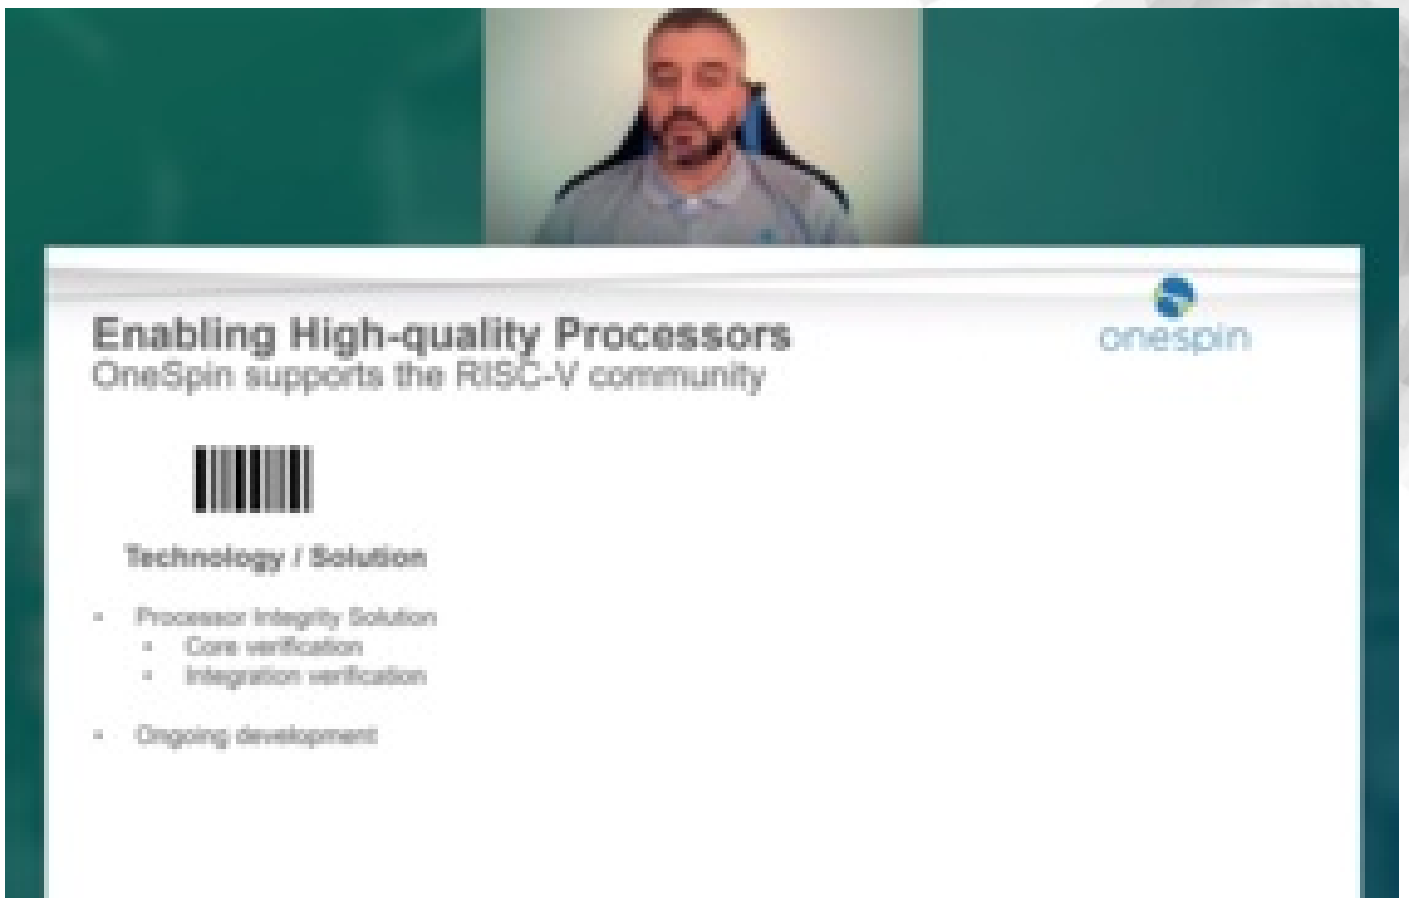 Enabling High-quality Processors
onespin
OneSpin supports the RISC-V community
Technology / Solution
Processor Integrity Solution
Core verification
Integration verification
Ongoing development